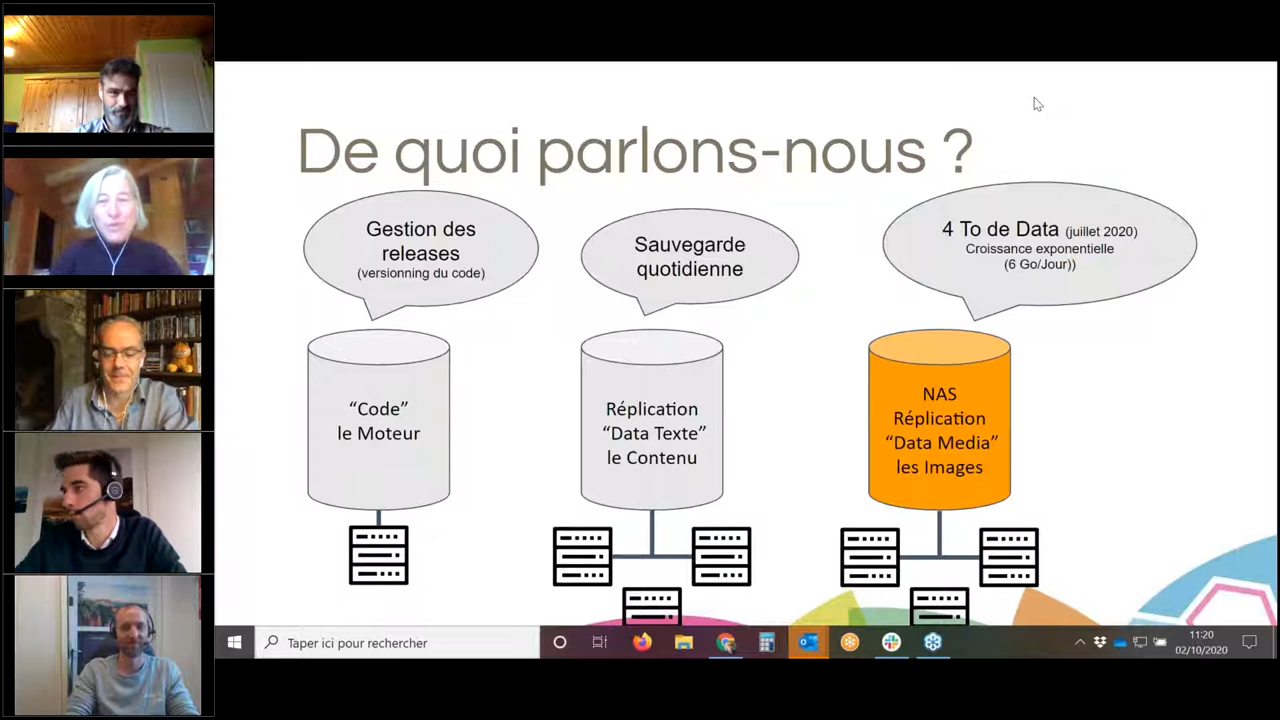 De quoi parlons-nous ?
Gestion des
releases
(versionning du code)
Sauvegarde
quotidienne
4 To de Data (juillet 2020)
Croissance exponentielle
(6 Go/Jour))
“Code”
le Moteur
Réplication
“Data Texte”
le Contenu
NAS
Réplication
“Data Media”
les Images
Taper ici pour rechercher
11:20
02/10/2020